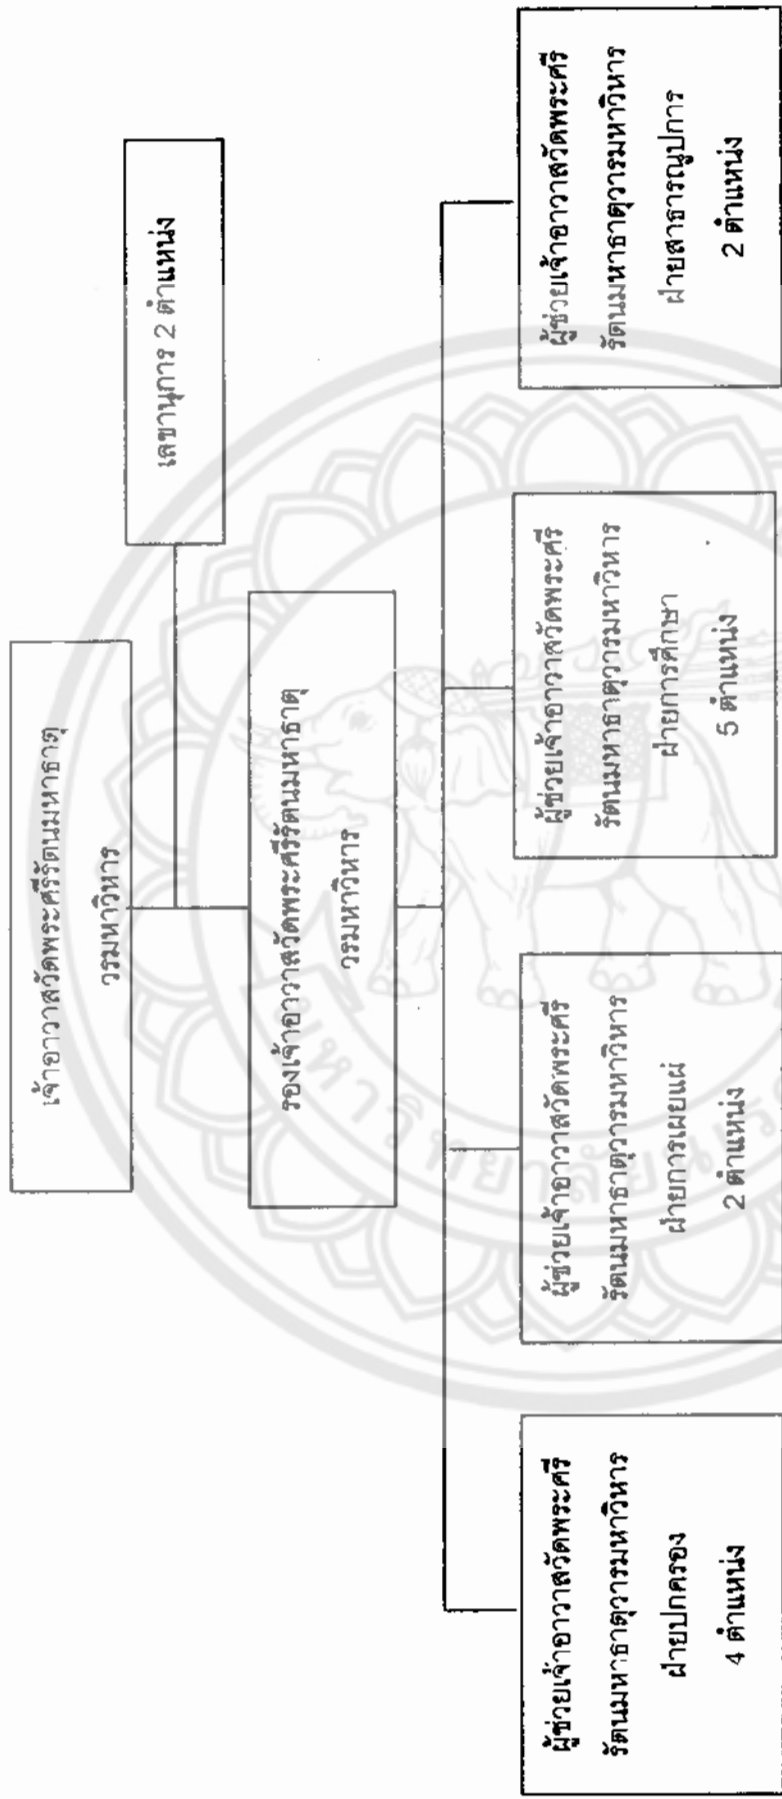 เจ้าอาวาสวัดพระศรีรัตนมหาธาตุ
วรมหาวิหาร
เลขานุการ 2 ตำแหน่ง
รองเจ้าอาวาสวัดพระศรีรัตนมหาธาตุ
วรมหาวิหาร
ผู้ช่วยเจ้าอาวาสวัดพระศรี
รัตนมหาธาตุวารมหาวิหาร
ฝ่ายปกครอง
4 ตำแหน่ง
ผู้ช่วยเจ้าอาวาสวัดพระศรี
รัตนมหาธาตุวารมหาวิหาร
ฝ่ายการเผยแผ่
2 ตำแหน่ง
ผู้ช่วยเจ้าอาวาสวัดพระศรี
รัตนมหาธาตุวารมหาวิหาร
ฝ่ายการศึกษา
5 ตำแหน่ง
ผู้ช่วยเจ้าอาวาสวัดพระศรี
รัตนมหาธาตุวารมหาวิหาร
ฝ่ายสาธารณูปการ
2 ตำแหน่ง